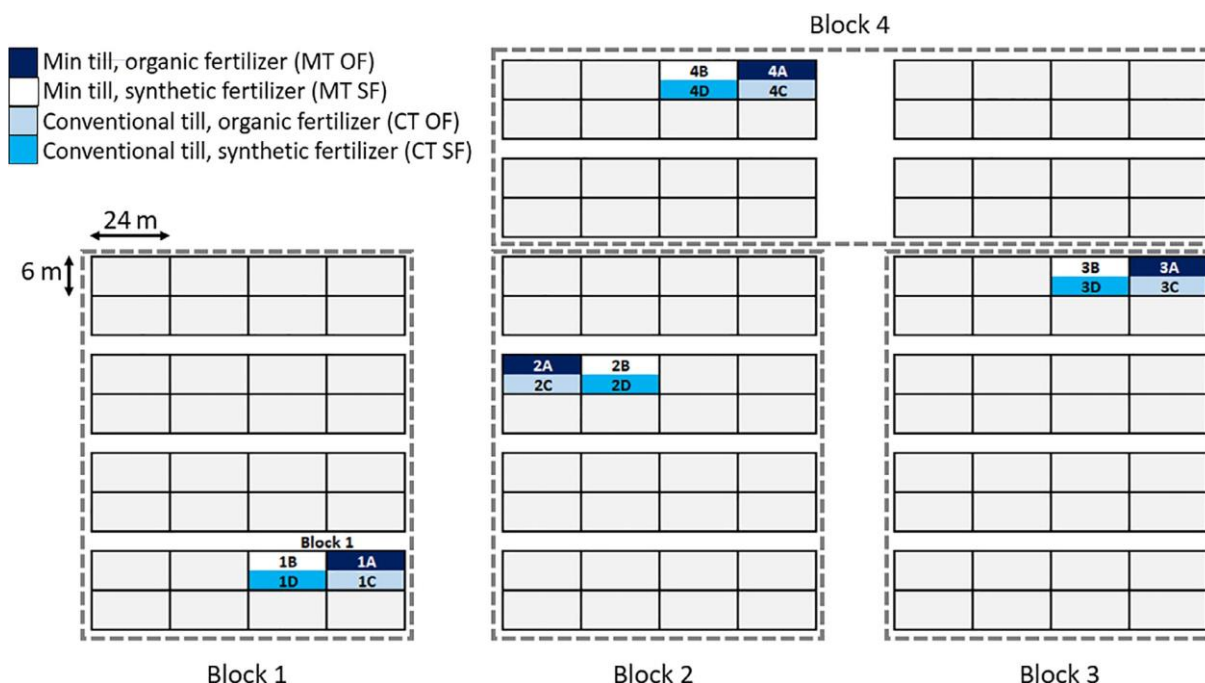 Block 4
Min till, organic fertilizer (MT OF)
Min till, synthetic fertilizer (MT SF)
Conventional till, organic fertilizer (CT OF)
Conventional till, synthetic fertilizer (CT SF)
4B 4A
4D 4C
24 m
6 m
3B 3A
3D 3C
2A 2B
2C 2D
Block 1
1B 1A
1D 1C
Block 1 Block 2 Block 3